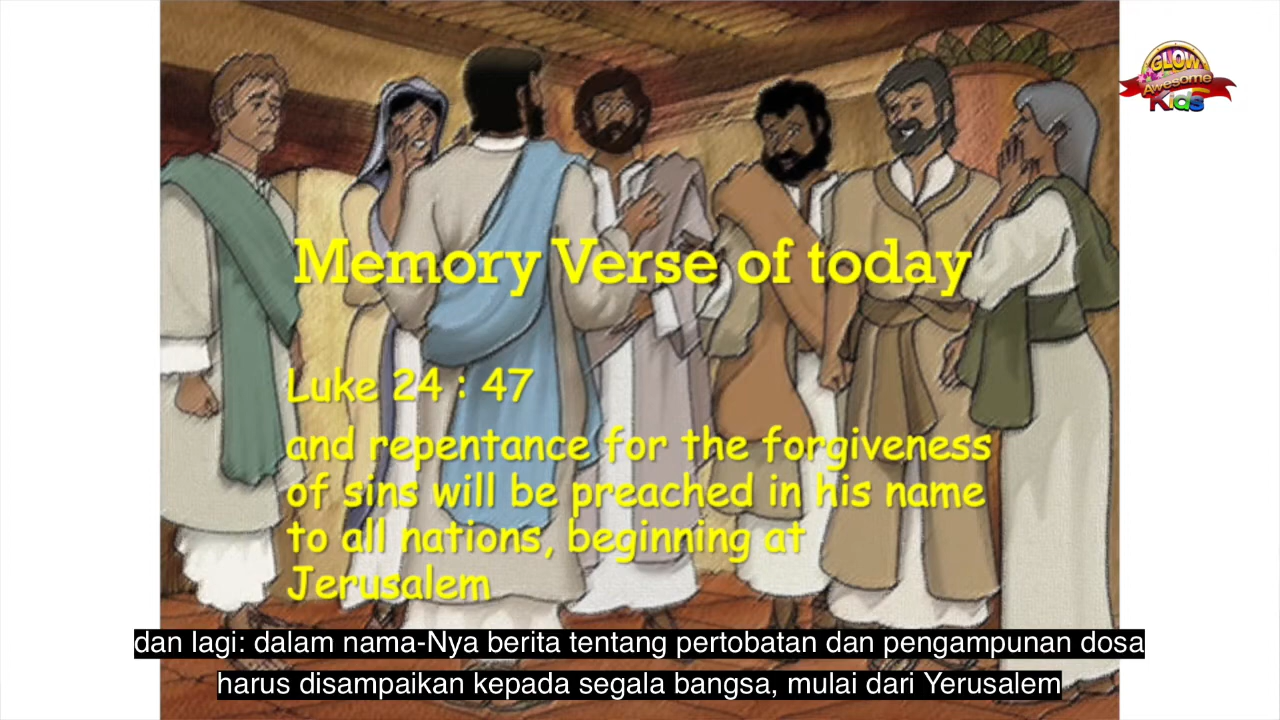 GLOW
Awesome
Kids
Memory Verse of today
Luke 24 : 47
and repentance for the forgiveness
of sins will be preached in his name
to all nations, beginning at
Jerusalem
dan lagi: dalam nama-Nya berita tentang pertobatan dan pengampunan dosa
harus disampaikan kepada segala bangsa, mulai dari Yerusalem